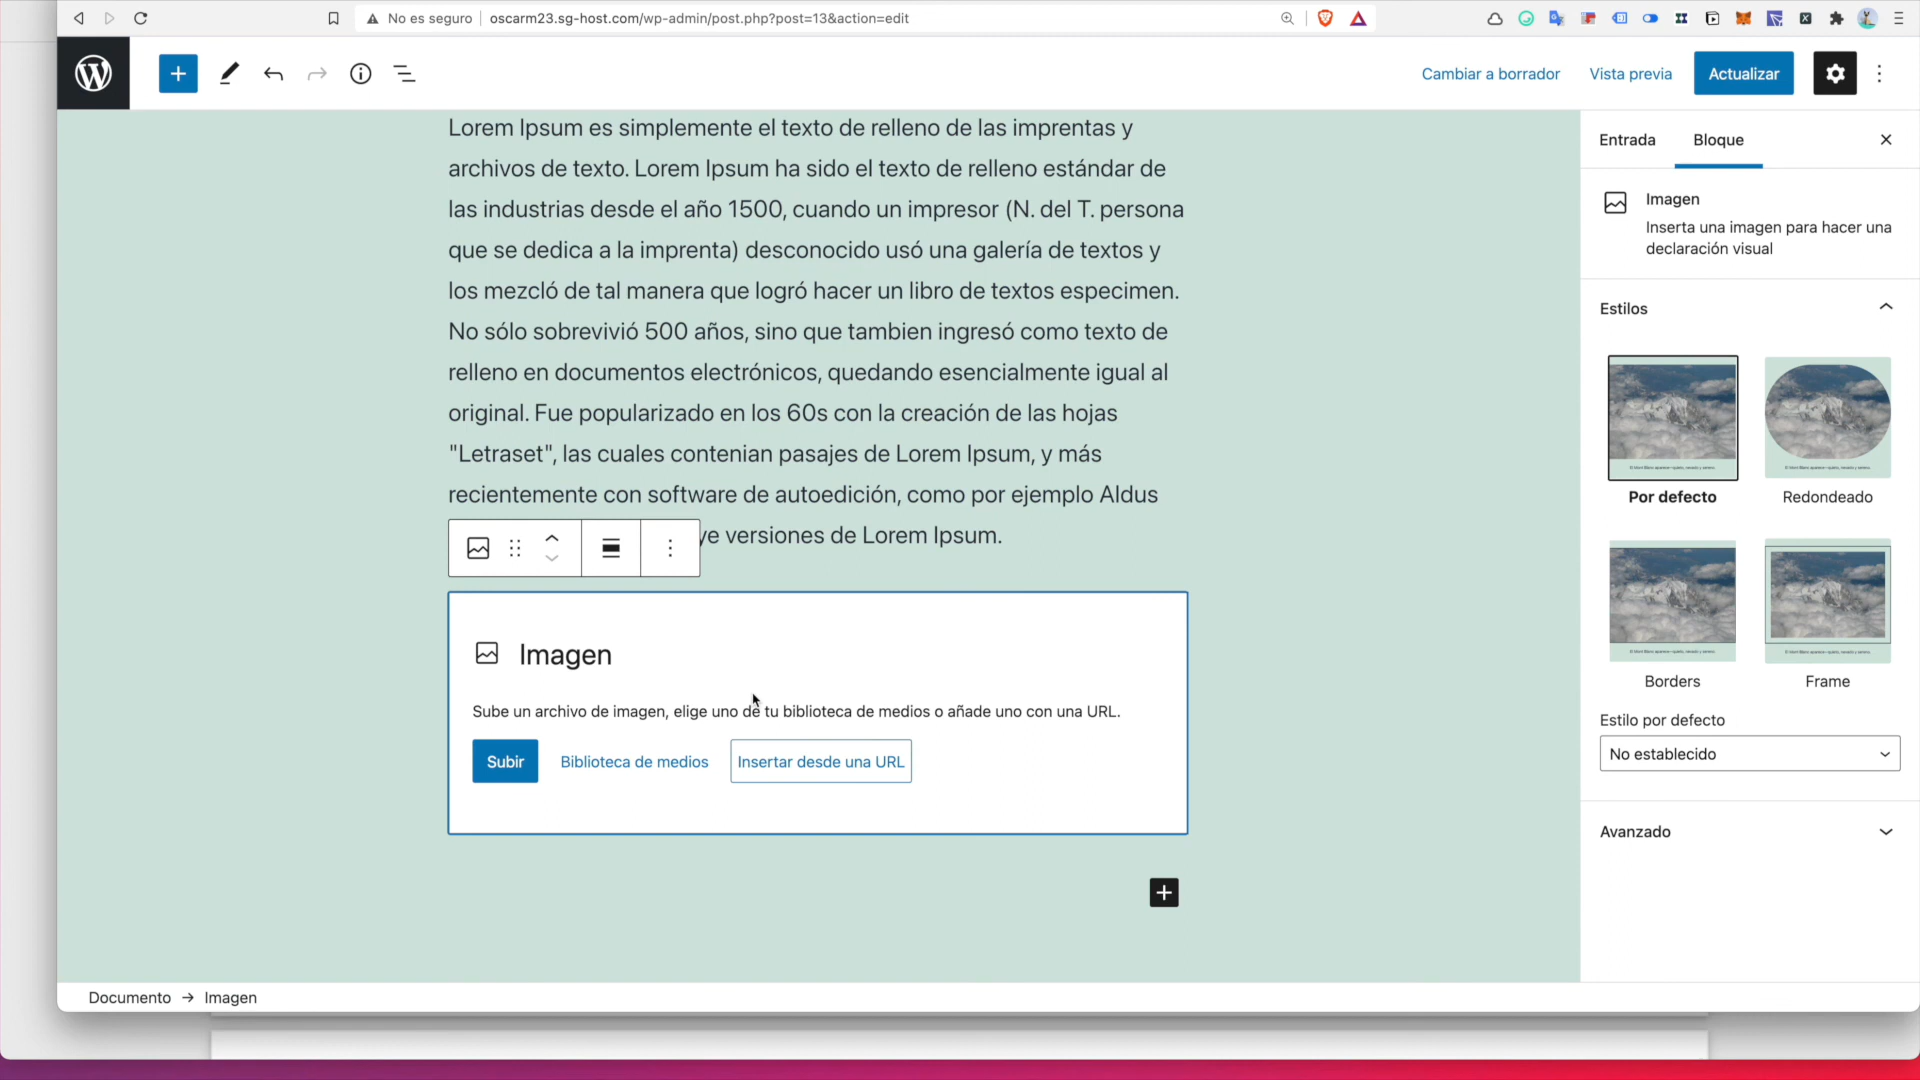 No es seguro
oscarm23.sg-host.com/wp-admin/post.php?post=13&action=edit
Cambiar a borrador
Vista previa
Actualizar
Lorem Ipsum es simplemente el texto de relleno de las imprentas y
archivos de texto. Lorem Ipsum ha sido el texto de relleno estándar de
las industrias desde el año 1500, cuando un impresor (N. del T. persona
que se dedica a la imprenta) desconocido usó una galería de textos y
los mezcló de tal manera que logró hacer un libro de textos especimen.
No sólo sobrevivió 500 años, sino que tambien ingresó como texto de
relleno en documentos electrónicos, quedando esencialmente igual al
original. Fue popularizado en los 60s con la creación de las hojas
"Letraset", las cuales contenian pasajes de Lorem Ipsum, y más
recientemente con software de autoedición, como por ejemplo Aldus
ye versiones de Lorem Ipsum.
Imagen
Sube un archivo de imagen, elige uno de tu biblioteca de medios o añade uno con una URL.
Subir
Biblioteca de medios
Insertar desde una URL
Entrada
Bloque
Imagen
Inserta una imagen para hacer una
declaración visual
Estilos
Por defecto
Redondeado
Borders
Frame
Estilo por defecto
No establecido
Avanzado
Documento → Imagen